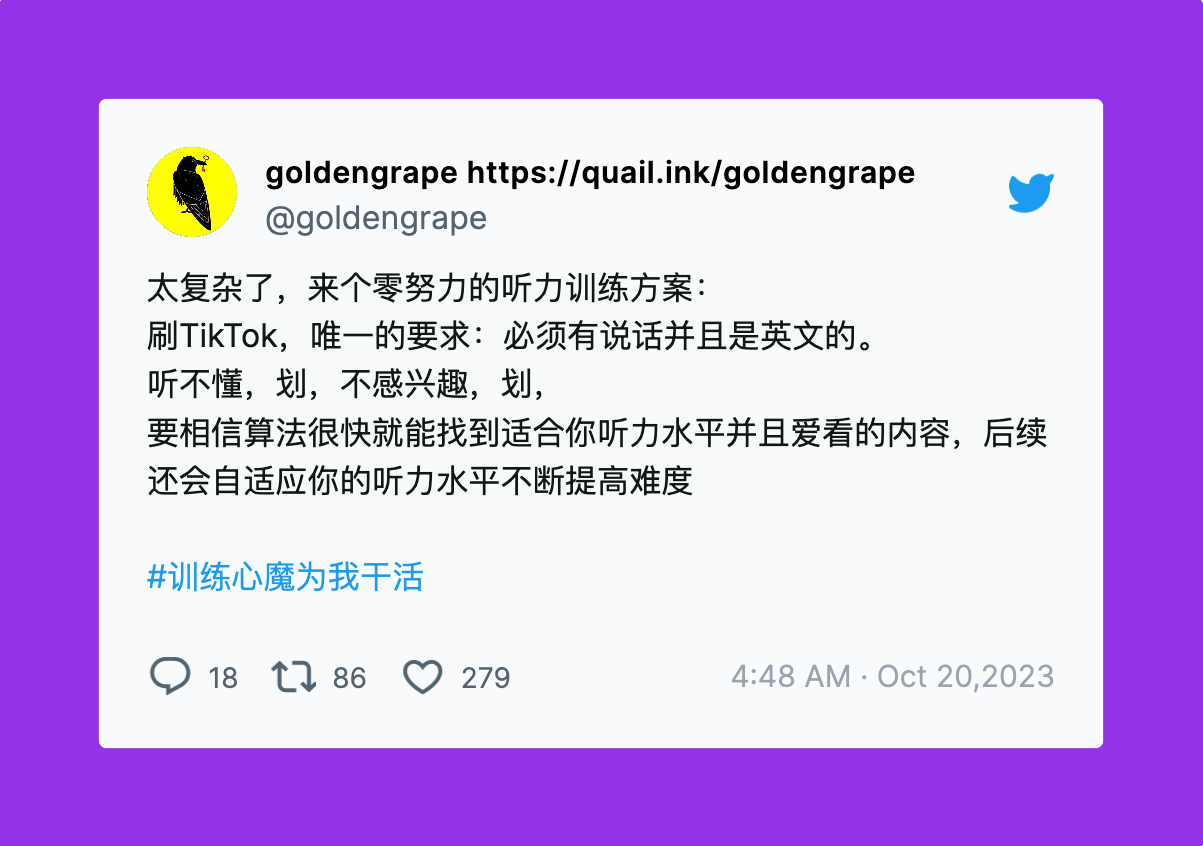 goldengrape https://quail.ink/goldengrape
@goldengrape
太复杂了，来个零努力的听力训练方案：
刷TikTok，唯一的要求：必须有说话并且是英文的。
听不懂，划，不感兴趣，划，
要相信算法很快就能找到适合你听力水平并且爱看的内容，后续
还会自适应你的听力水平不断提高难度
#训练心魔为我干活
18 86 279 4:48 AM · Oct 20,2023